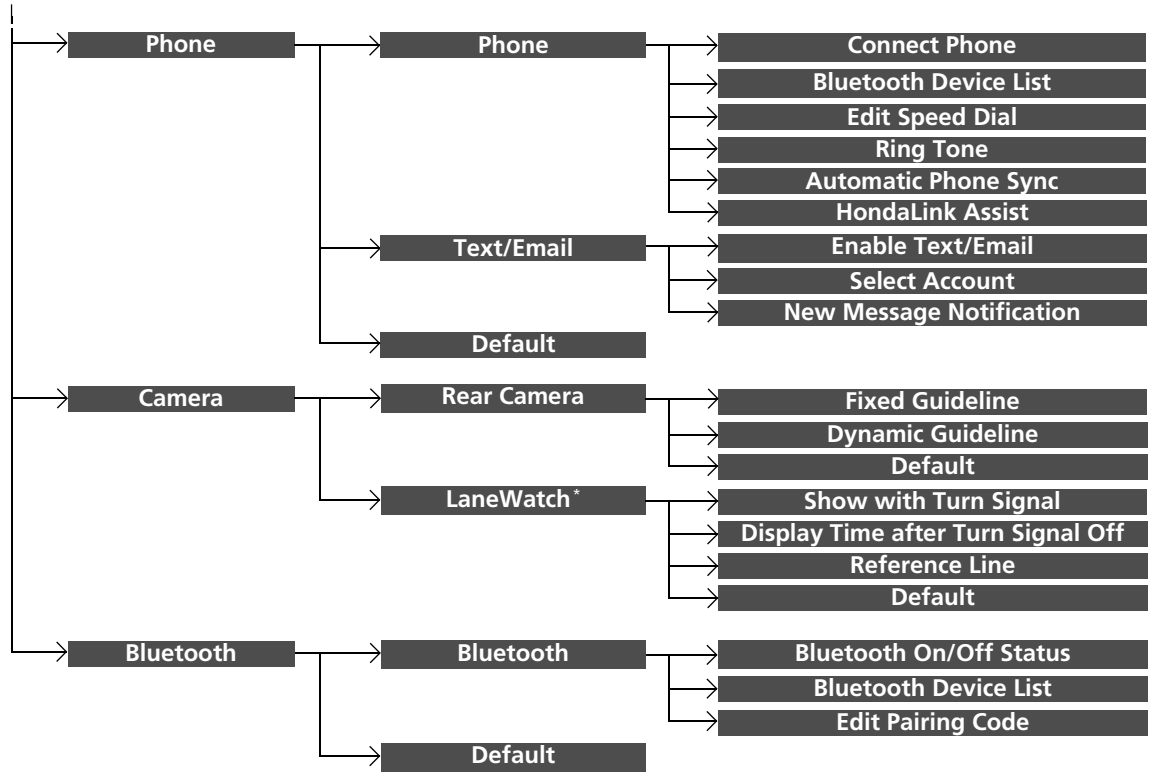 Phone
Phone
Connect Phone
Bluetooth Device List
Edit Speed Dial
Ring Tone
Automatic Phone Sync
HondaLink Assist
Text/Email
Enable Text/Email
Select Account
New Message Notification
Default
Camera
Rear Camera
Fixed Guideline
Dynamic Guideline
Default
LaneWatch*
Show with Turn Signal
Display Time after Turn Signal Off
Reference Line
Default
Bluetooth
Bluetooth
Bluetooth On/Off Status
Bluetooth Device List
Edit Pairing Code
Default